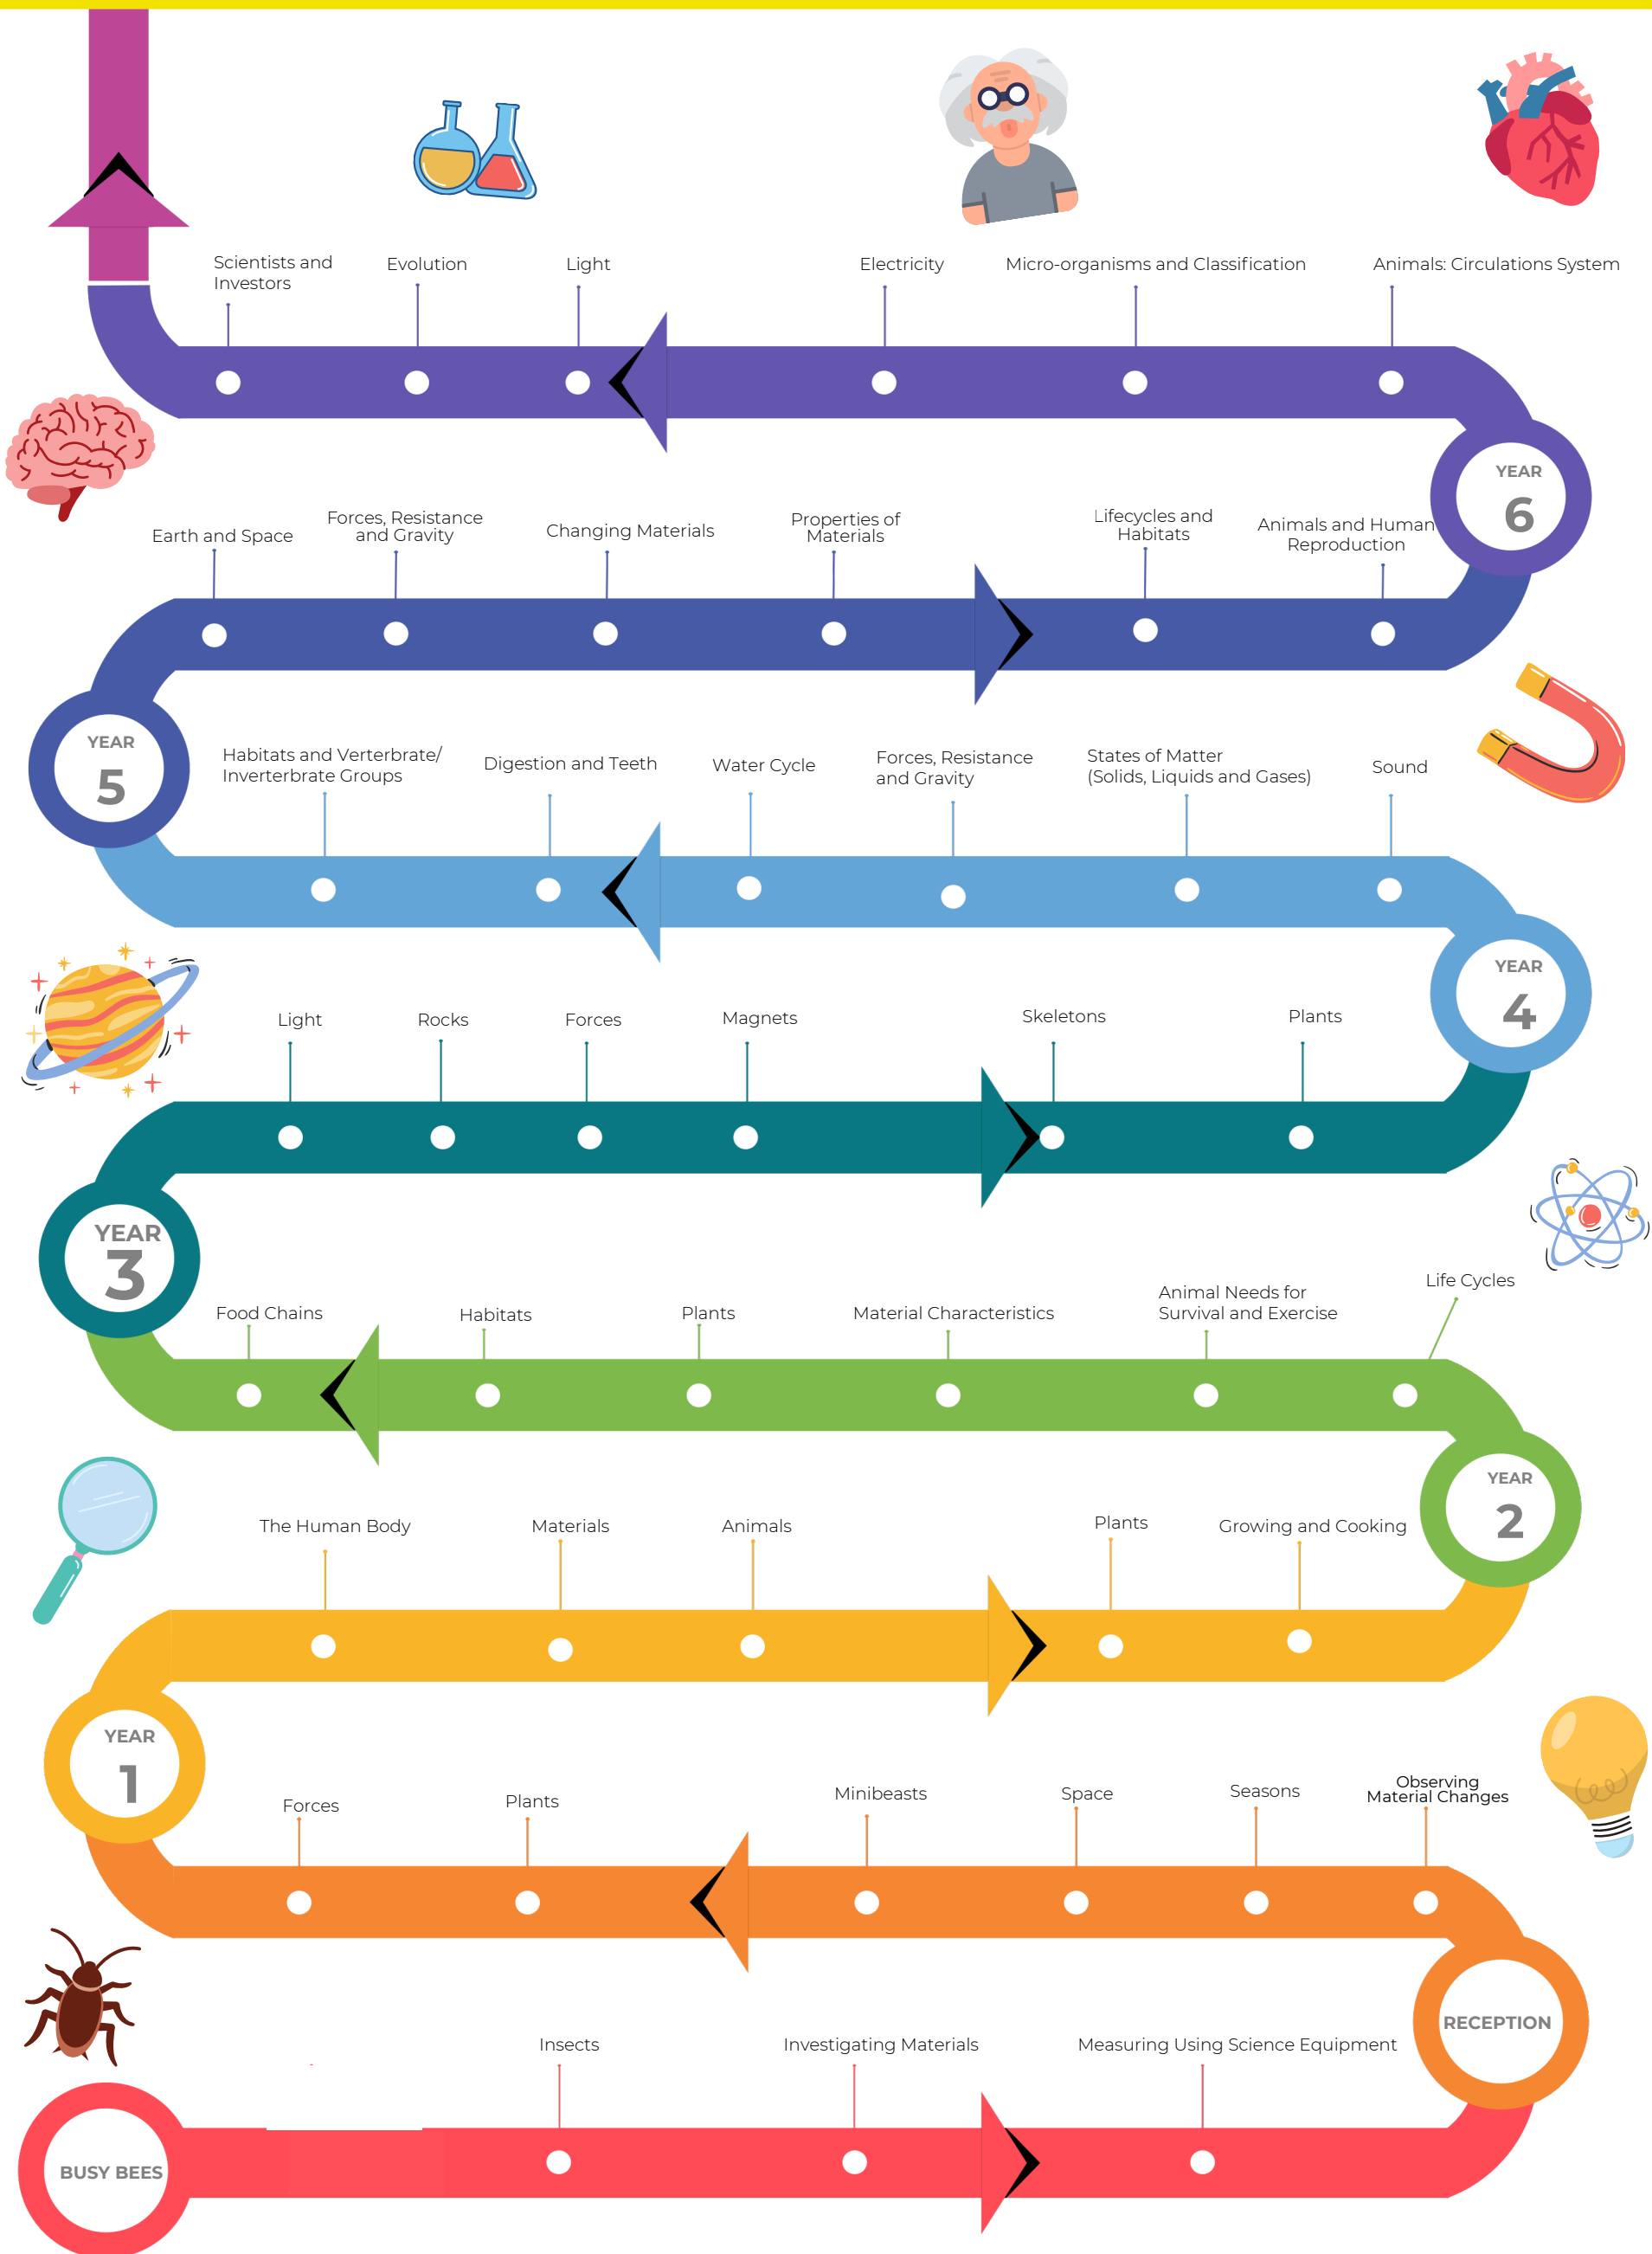 Scientists and
Investors
Evolution
Light
Electricity
Micro-organisms and Classification
Animals: Circulations System
YEAR
6
Earth and Space
Forces, Resistance
and Gravity
Changing Materials
Properties of
Materials
Lifecycles and
Habitats
Animals and Human
Reproduction
YEAR
5
Habitats and Verterbrate/
Inverterbrate Groups
Digestion and Teeth
Water Cycle
Forces, Resistance
and Gravity
States of Matter
(Solids, Liquids and Gases)
Sound
YEAR
4
Light
Rocks
Forces
Magnets
Skeletons
Plants
YEAR
3
Food Chains
Habitats
Plants
Material Characteristics
Animal Needs for
Survival and Exercise
Life Cycles
YEAR
2
The Human Body
Materials
Animals
Plants
Growing and Cooking
YEAR
1
Forces
Plants
Minibeasts
Space
Seasons
Observing
Material Changes
RECEPTION
Insects
Investigating Materials
Measuring Using Science Equipment
BUSY BEES